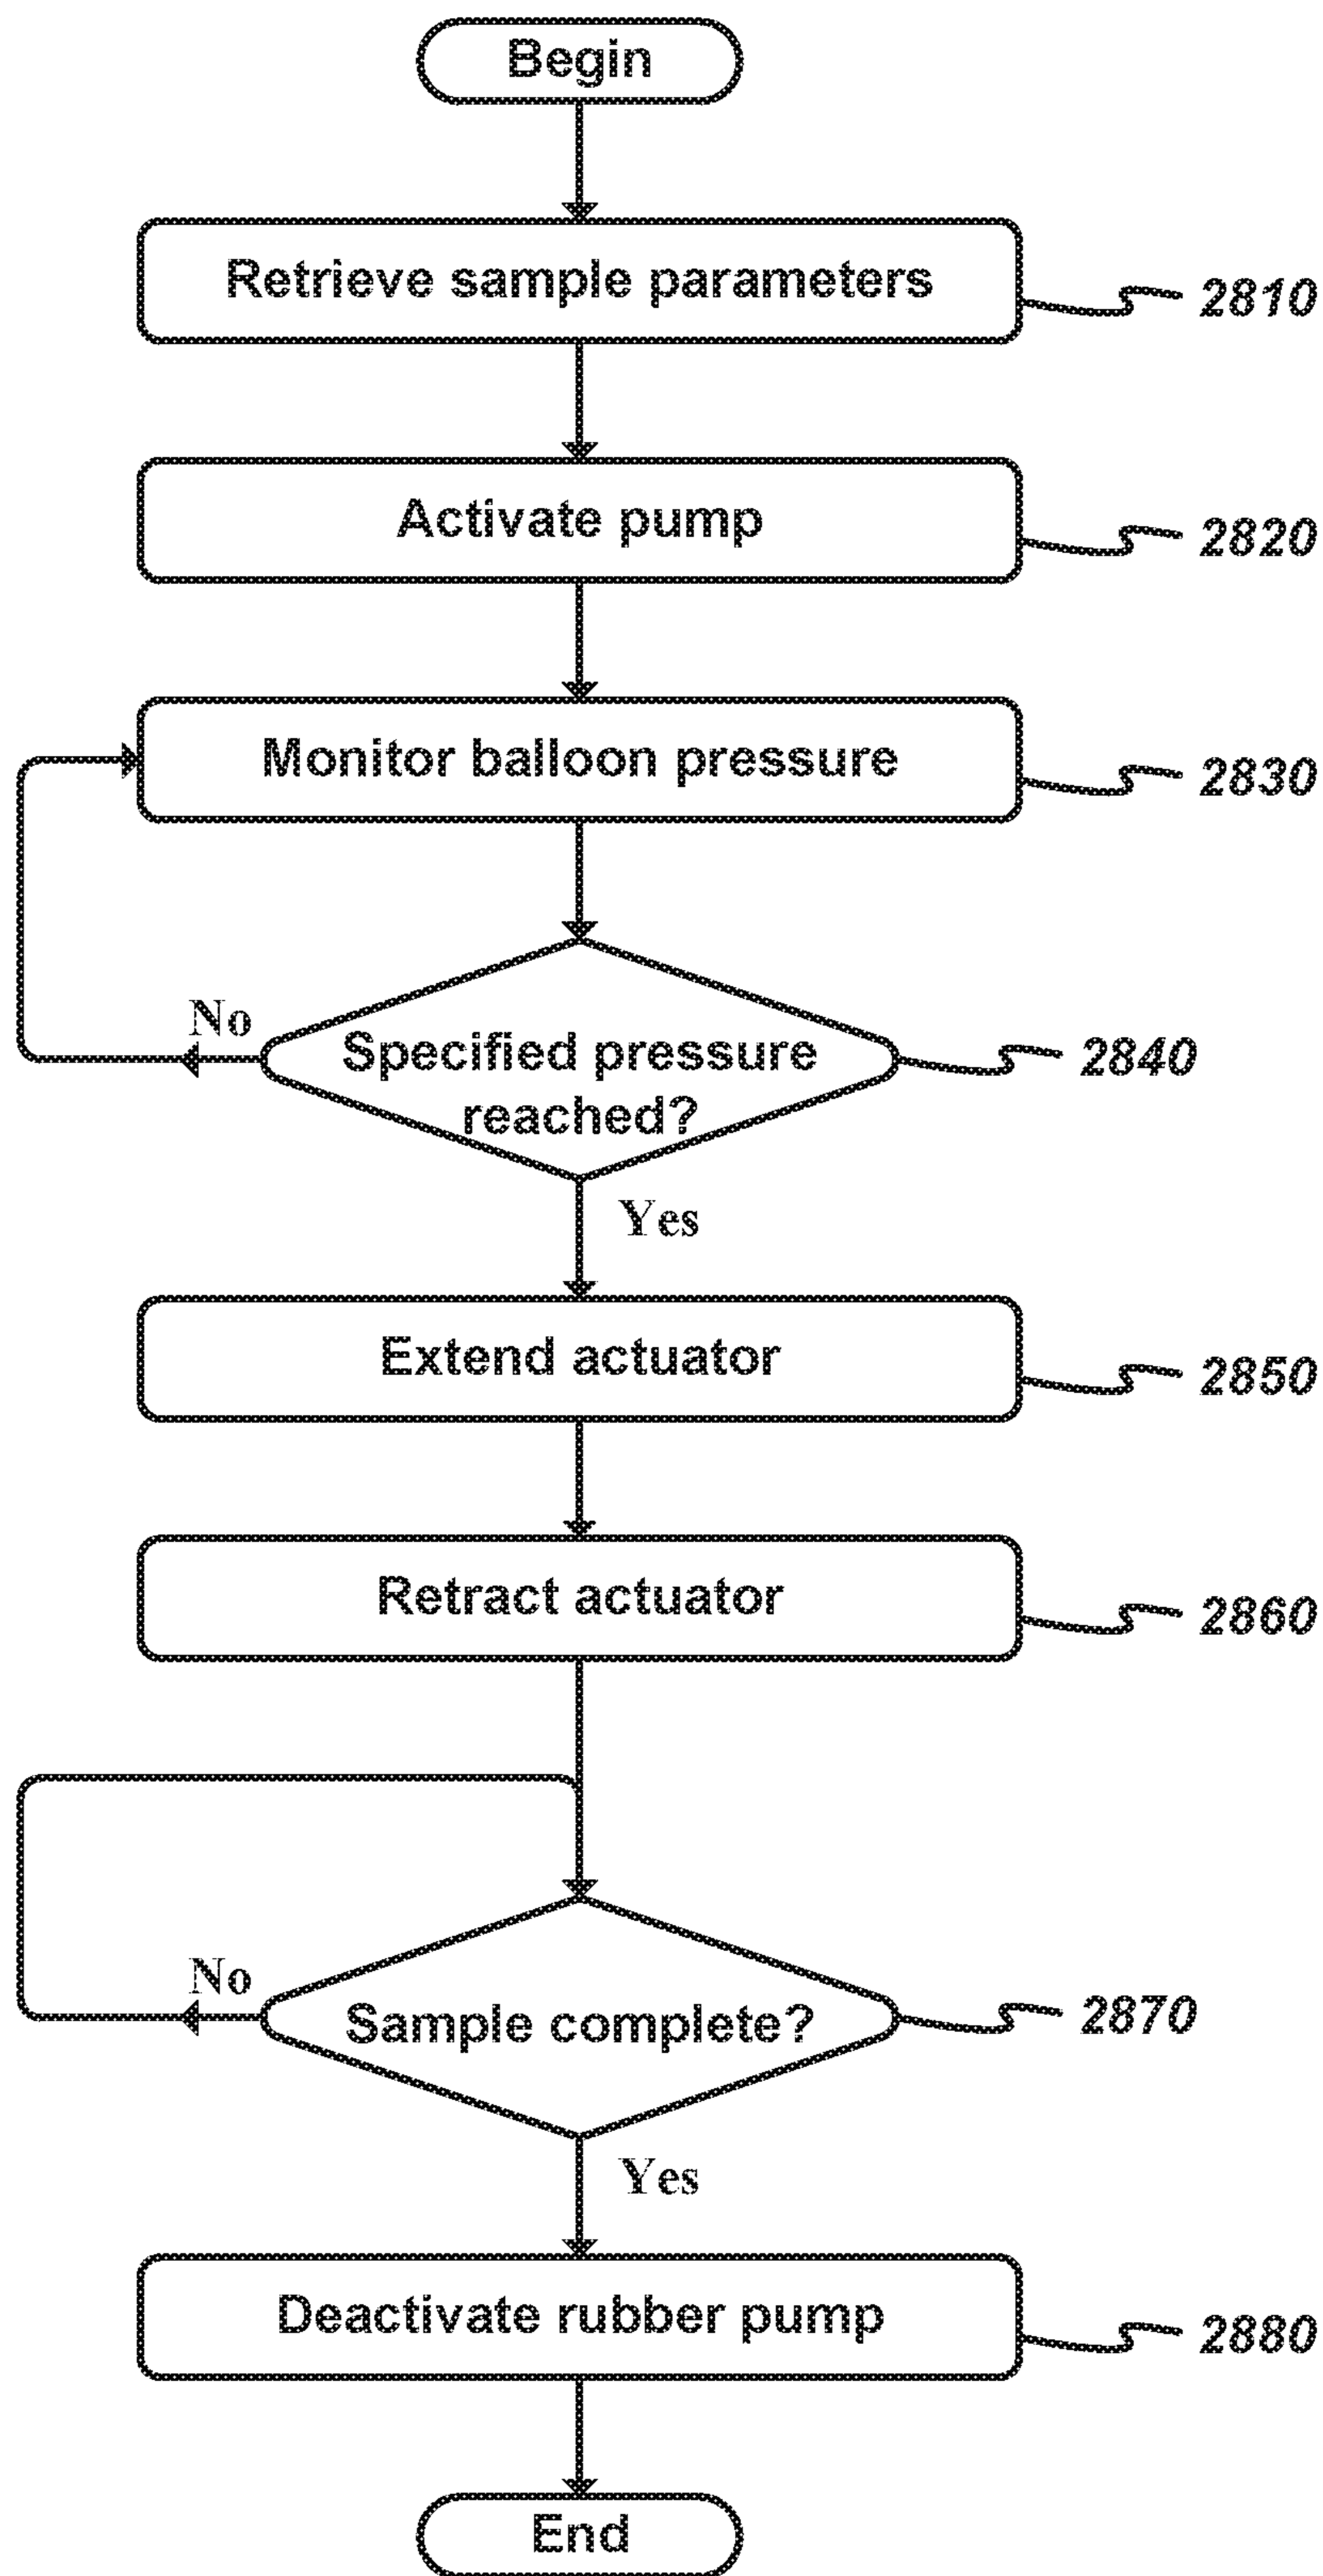 Begin
Retrieve sample parameters
2810
Activate pump
2820
Monitor balloon pressure
2830
No
Specified pressure
reached?
2840
Yes
Extend actuator
2850
Retract actuator
2860
No
Sample complete?
2870
Yes
Deactivate rubber pump
2880
End